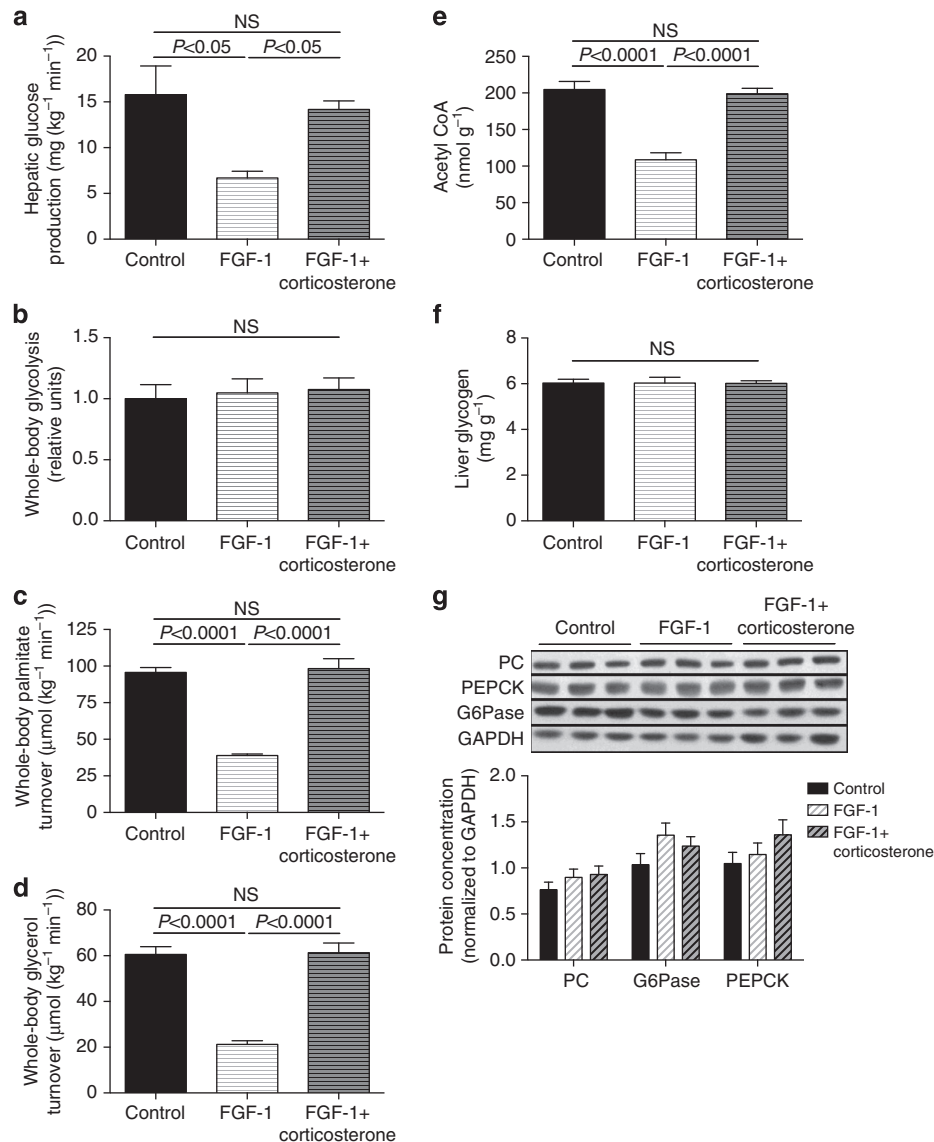 a
NS
P<0.05
P<0.05
Hepatic glucose
production (mg (kg⁻¹ min⁻¹))
20
15
10
5
0
Control
FGF-1
FGF-1+
corticosterone
b
NS
Whole-body glycolysis
(relative units)
1.5
1.0
0.5
0.0
Control
FGF-1
FGF-1+
corticosterone
c
NS
P<0.0001
P<0.0001
Whole-body palmitate
turnover (μmol (kg⁻¹ min⁻¹))
125
100
75
50
25
0
Control
FGF-1
FGF-1+
corticosterone
d
NS
P<0.0001
P<0.0001
Whole-body glycerol
turnover (μmol (kg⁻¹ min⁻¹))
80
60
40
20
0
Control
FGF-1
FGF-1+
corticosterone
e
NS
P<0.0001
P<0.0001
Acetyl CoA
(nmol g⁻¹)
250
200
150
100
50
0
Control
FGF-1
FGF-1+
corticosterone
f
NS
Liver glycogen
(mg g⁻¹)
8
6
4
2
0
Control
FGF-1
FGF-1+
corticosterone
g
Control
FGF-1
FGF-1+
corticosterone
PC
PEPCK
G6Pase
GAPDH
Protein concentration
(normalized to GAPDH)
2.0
1.5
1.0
0.5
0.0
PC
G6Pase
PEPCK
Control
FGF-1
FGF-1+
corticosterone